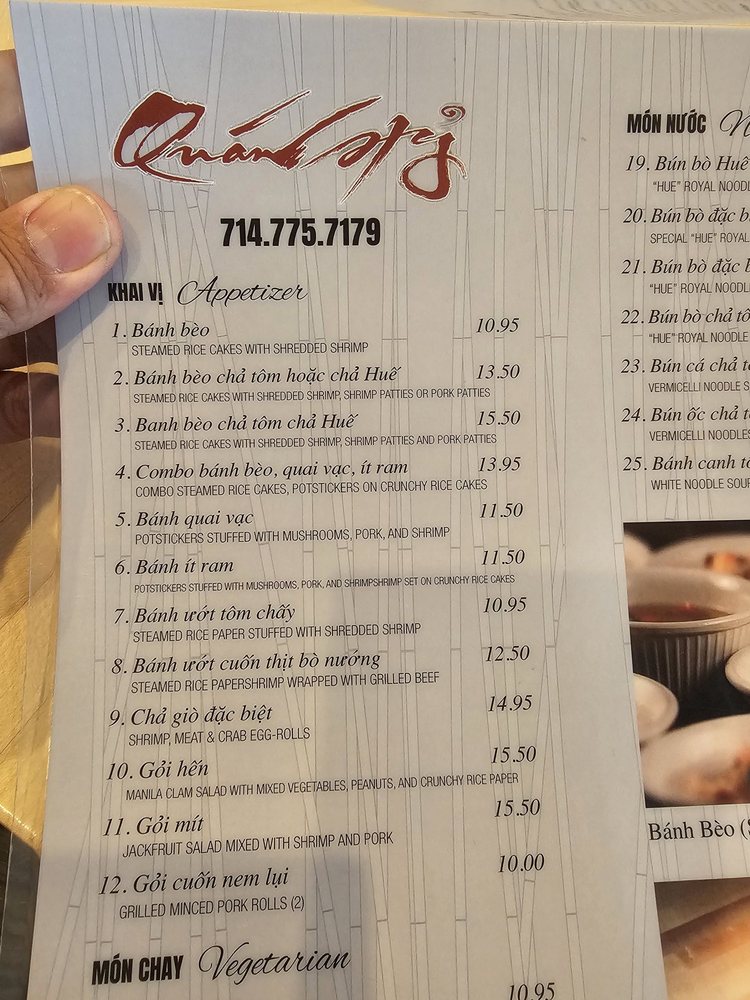 Quán Hỷ
714.775.7179
KHAI VỊ Appetizer
1. Bánh bèo 10.95
STEAMED RICE CAKES WITH SHREDDED SHRIMP
2. Bánh bèo chả tôm hoặc chả Huế 13.50
STEAMED RICE CAKES WITH SHREDDED SHRIMP, SHRIMP PATTIES OR PORK PATTIES
3. Banh bèo chả tôm chả Huế 15.50
STEAMED RICE CAKES WITH SHREDDED SHRIMP, SHRIMP PATTIES AND PORK PATTIES
4. Combo bánh bèo, quai vạc, ít ram 13.95
COMBO STEAMED RICE CAKES, POTSTICKERS ON CRUNCHY RICE CAKES
5. Bánh quai vạc 11.50
POTSTICKERS STUFFED WITH MUSHROOMS, PORK, AND SHRIMP
6. Bánh ít ram 11.50
POTSTICKERS STUFFED WITH MUSHROOMS, PORK, AND SHRIMPSHRIMP SET ON CRUNCHY RICE CAKES
7. Bánh ướt tôm chấy 10.95
STEAMED RICE PAPER STUFFED WITH SHREDDED SHRIMP
8. Bánh ướt cuốn thịt bò nướng 12.50
STEAMED RICE PAPERSHRIMP WRAPPED WITH GRILLED BEEF
9. Chả giò đặc biệt 14.95
SHRIMP, MEAT & CRAB EGG-ROLLS
10. Gỏi hến 15.50
MANILA CLAM SALAD WITH MIXED VEGETABLES, PEANUTS, AND CRUNCHY RICE PAPER
11. Gỏi mít 15.50
JACKFRUIT SALAD MIXED WITH SHRIMP AND PORK
12. Gỏi cuốn nem lụi 10.00
GRILLED MINCED PORK ROLLS (2)
MÓN CHAY Vegetarian
10.95
MÓN NƯỚC
19. Bún bò Huế
"HUE" ROYAL
20. Bún bò đặc
SPECIAL "HUE" ROYAL
21. Bún bò đặc
"HUE" ROYAL
22. Bún bò chả
"HUE" ROYAL NOODLE
23. Bún cá chả
VERMICELLI NOODLE
24. Bún ốc chả
VERMICELLI NOODLES
25. Bánh canh
WHITE NOODLE SOUP
Bánh Bèo